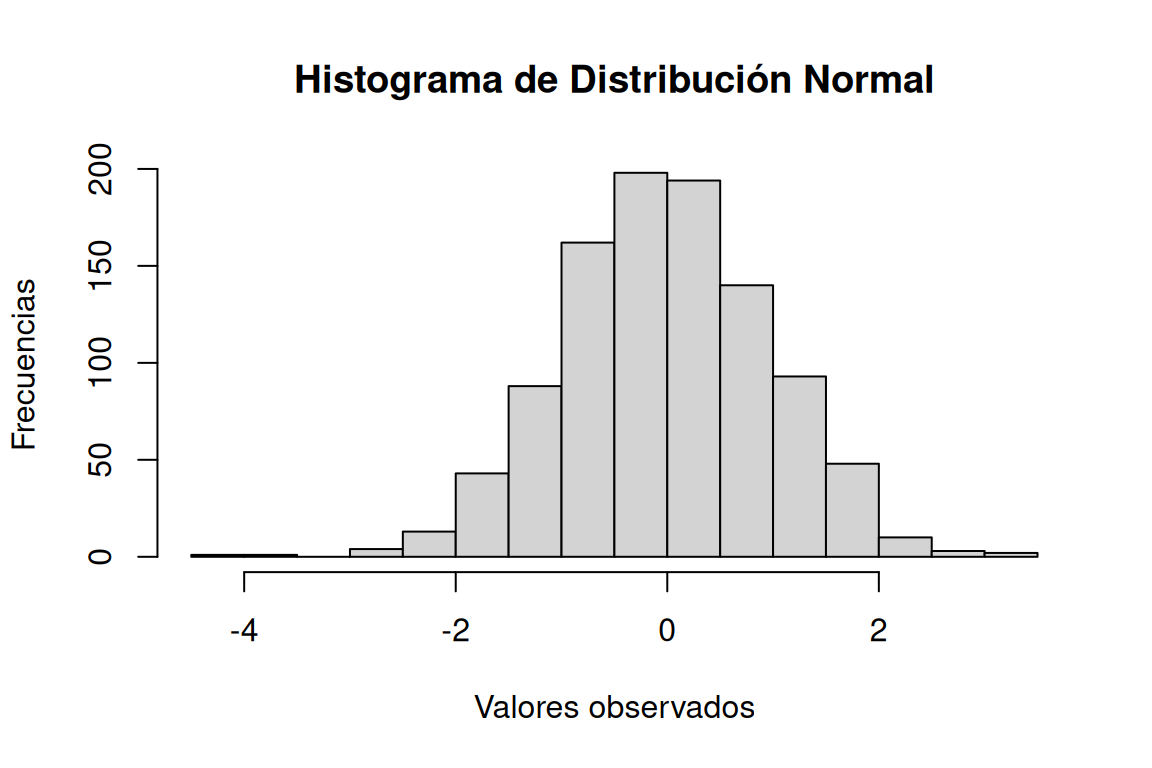 Histograma de Distribución Normal
Frecuencias
200
150
100
50
0
-4 -2 0 2
Valores observados